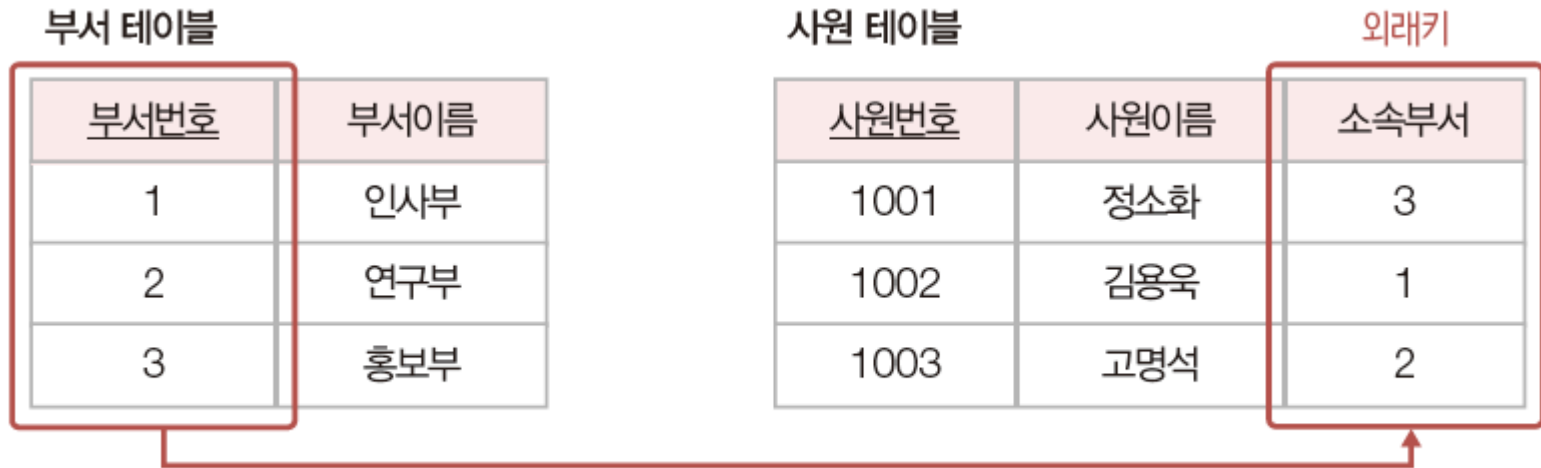 부서 테이블
사원 테이블
외래키
부서번호 부서이름
1 인사부
2 연구부
3 홍보부
사원번호 사원이름 소속부서
1001 정소화 3
1002 김용욱 1
1003 고명석 2